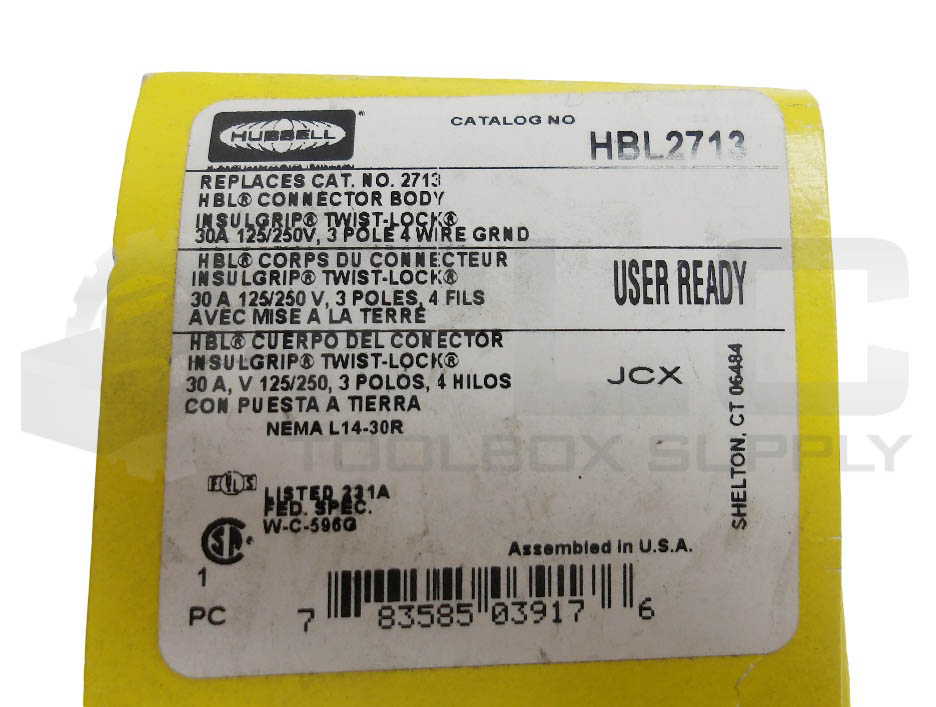 HUBBELL
CATALOG NO HBL2713
REPLACES CAT. NO. 2713
HBL® CONNECTOR BODY
INSULGRIP® TWIST-LOCK®
30A 125/250V, 3 POLE 4 WIRE GRND
HBL® CORPS DU CONNECTEUR
INSULGRIP® TWIST-LOCK®
30 A 125/250 V, 3 POLES, 4 FILS
AVEC MISE A LA TERRE
USER READY
HBL® CUERPO DEL CONECTOR
INSULGRIP® TWIST-LOCK®
30 A, V 125/250, 3 POLOS, 4 HILOS
CON PUESTA A TIERRA
NEMA L14-30R
JCX
SHELTON, CT 06484
TOOLBOX SUPPLY
LISTED 231A
FED. SPEC.
W-C-596G
Assembled in U.S.A.
1
PC
7 83585 03917 6